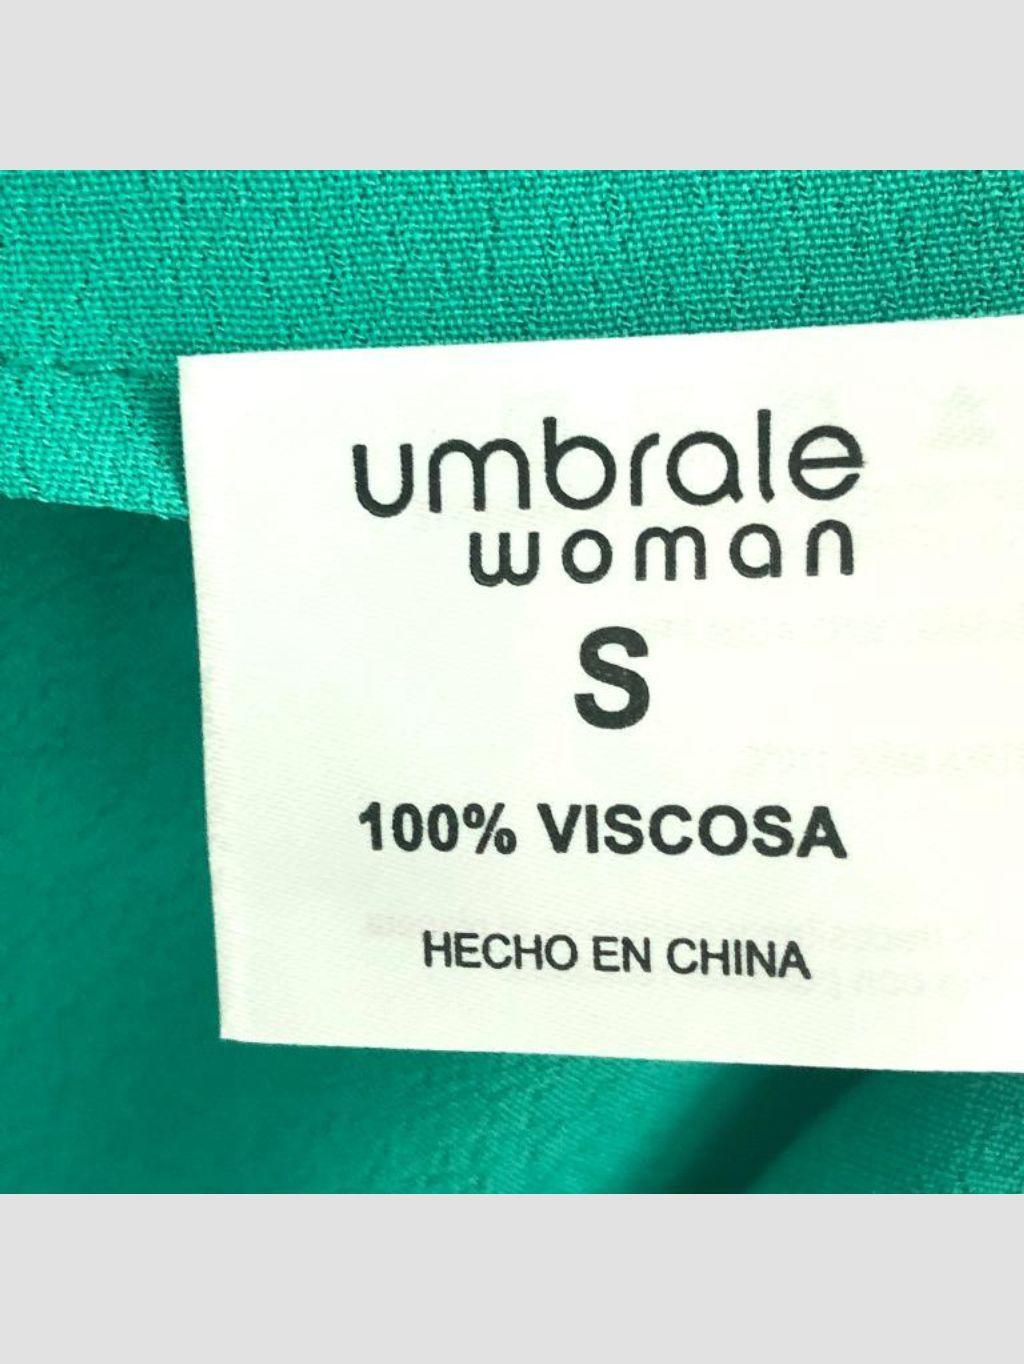 umbrale
woman
S
100% VISCOSA
HECHO EN CHINA